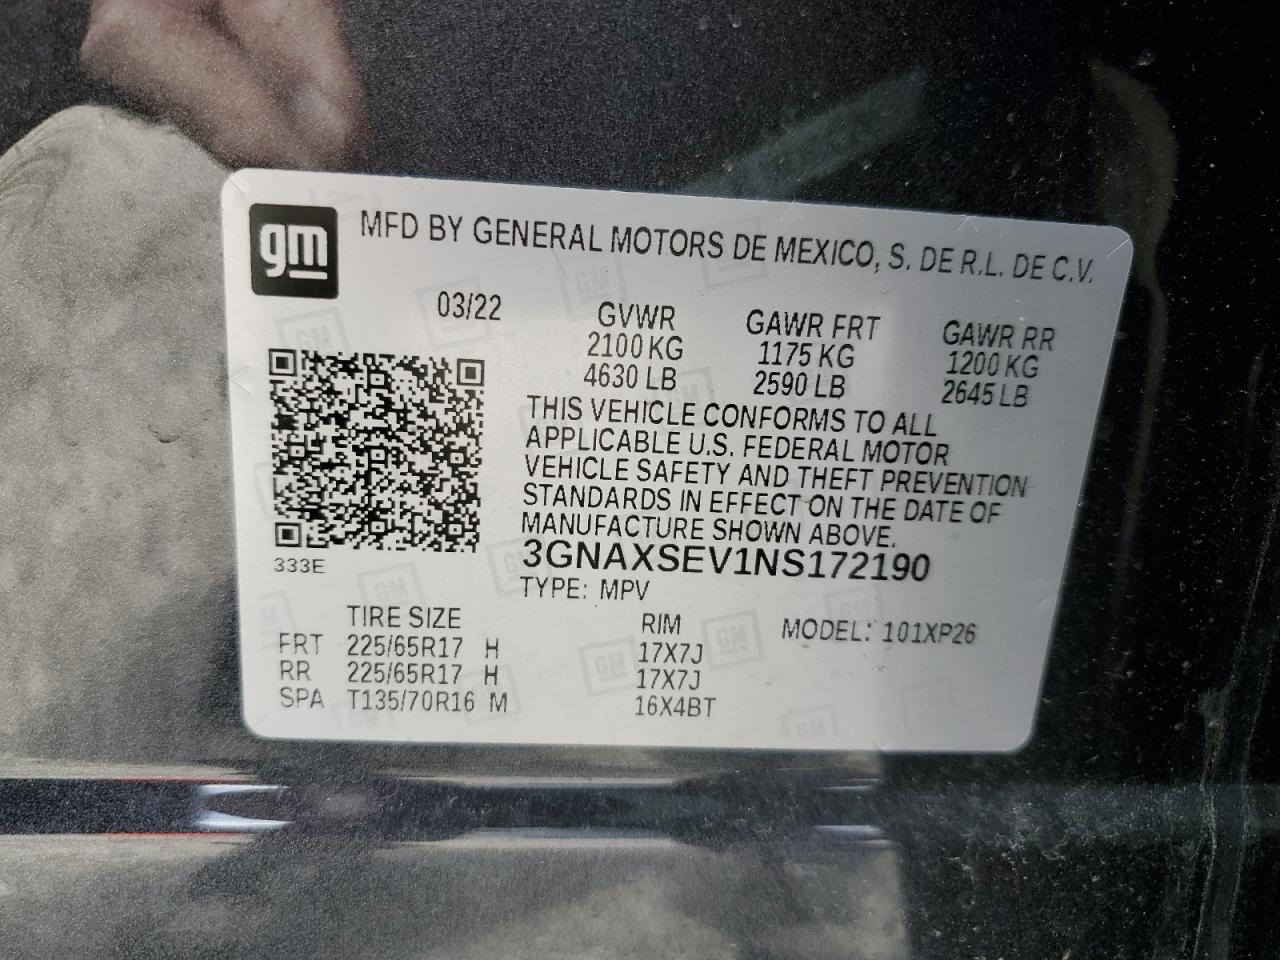 gm
MFD BY GENERAL MOTORS DE MEXICO, S. DE R.L. DE C.V.
03/22 GVWR GAWR FRT GAWR RR
2100 KG 1175 KG 1200 KG
4630 LB 2590 LB 2645 LB
THIS VEHICLE CONFORMS TO ALL
APPLICABLE U.S. FEDERAL MOTOR
VEHICLE SAFETY AND THEFT PREVENTION
STANDARDS IN EFFECT ON THE DATE OF
MANUFACTURE SHOWN ABOVE.
333E 3GNAXSEV1NS172190
TYPE: MPV
TIRE SIZE RIM MODEL: 101XP26
FRT 225/65R17 H 17X7J
RR 225/65R17 H 17X7J
SPA T135/70R16 M 16X4BT